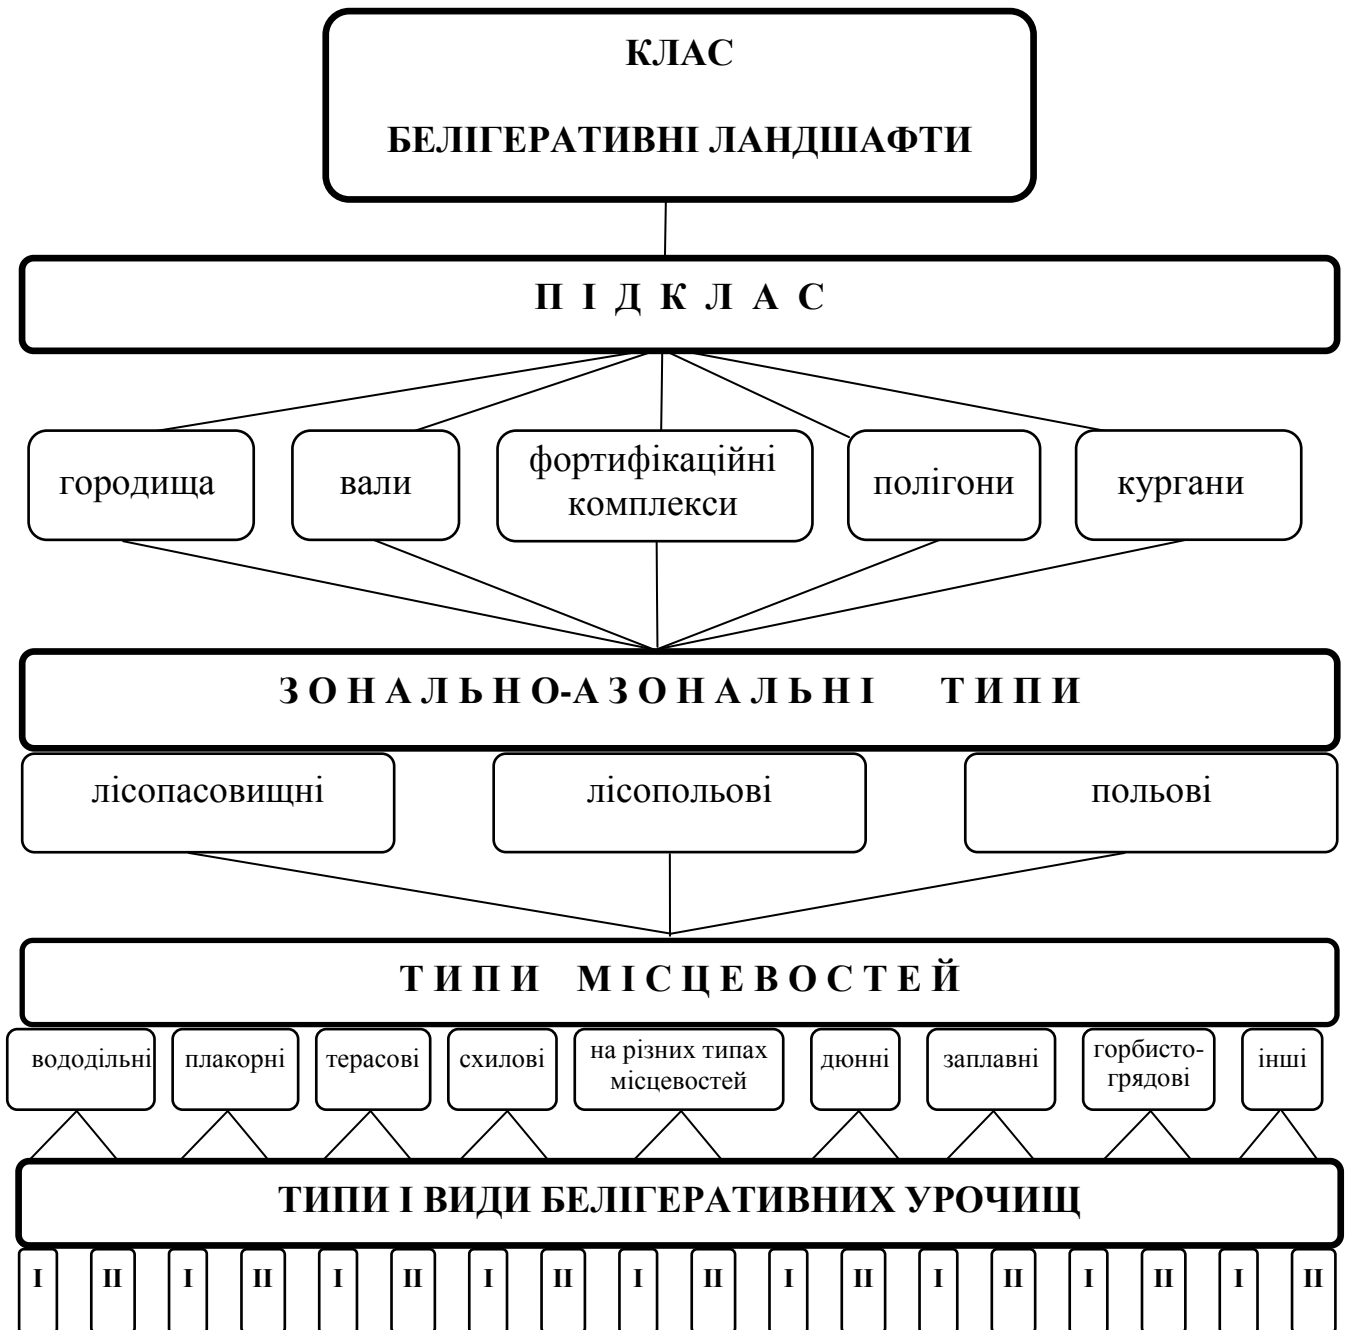 КЛАС
БЕЛІГЕРАТИВНІ ЛАНДШАФТИ
П І Д К Л А С
городища
вали
фортифікаційні
комплекси
полігони
кургани
З О Н А Л Ь Н О-А З О Н А Л Ь Н І Т И П И
лісопасовищні
лісопольові
польові
Т И П И М І С Ц Е В О С Т Е Й
вододільні
плакорні
терасові
схилові
на різних типах
місцевостей
дюнні
заплавні
горбисто-
грядові
інші
ТИПИ І ВИДИ БЕЛІГЕРАТИВНИХ УРОЧИЩ
I II I II I II I II I II I II I II I II I II